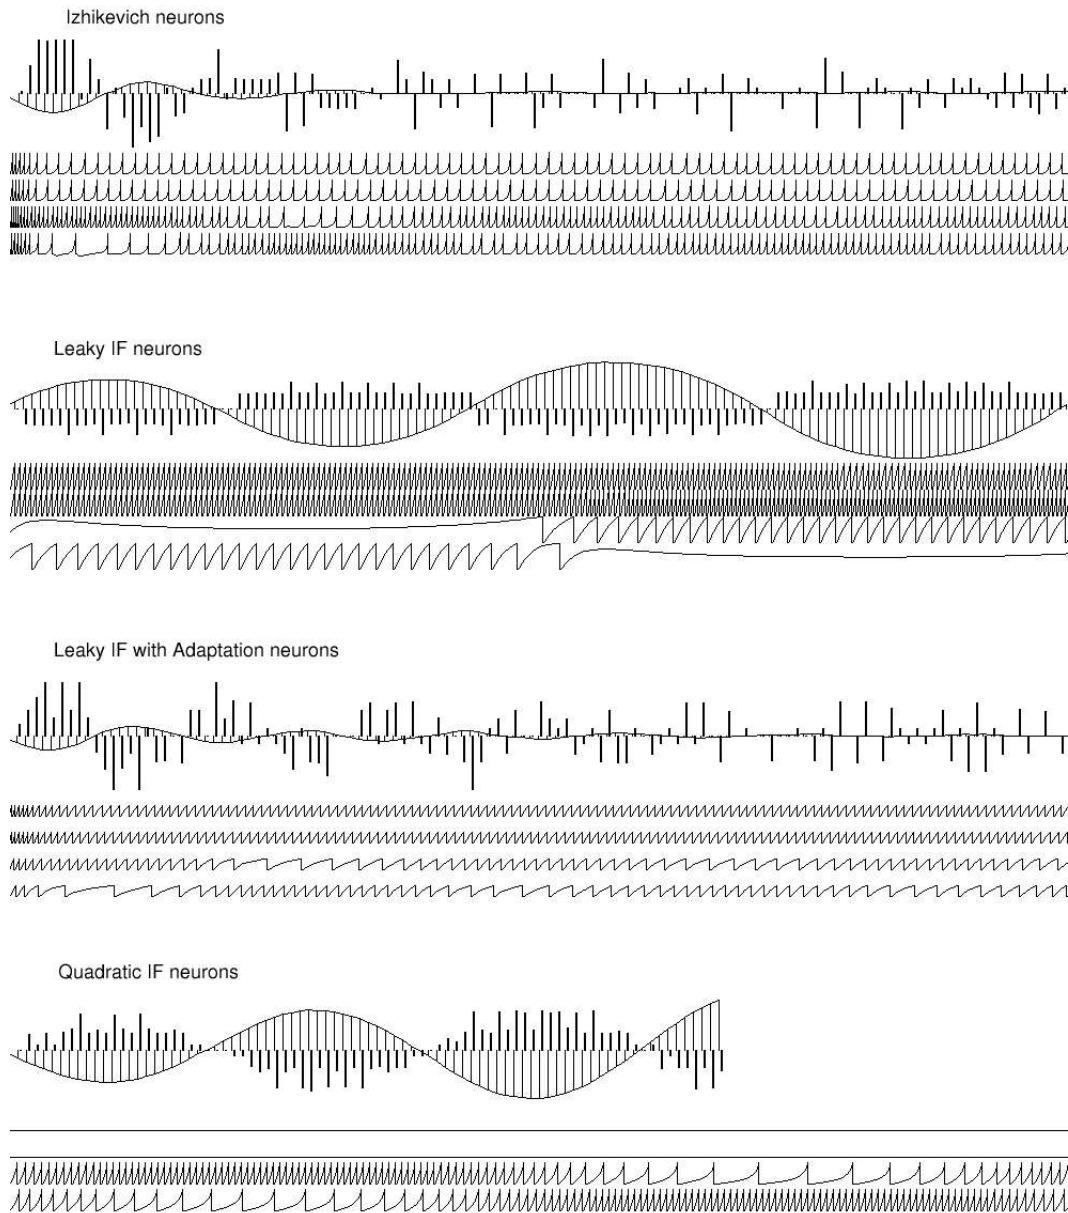 Izhikevich neurons
Leaky IF neurons
Leaky IF with Adaptation neurons
Quadratic IF neurons